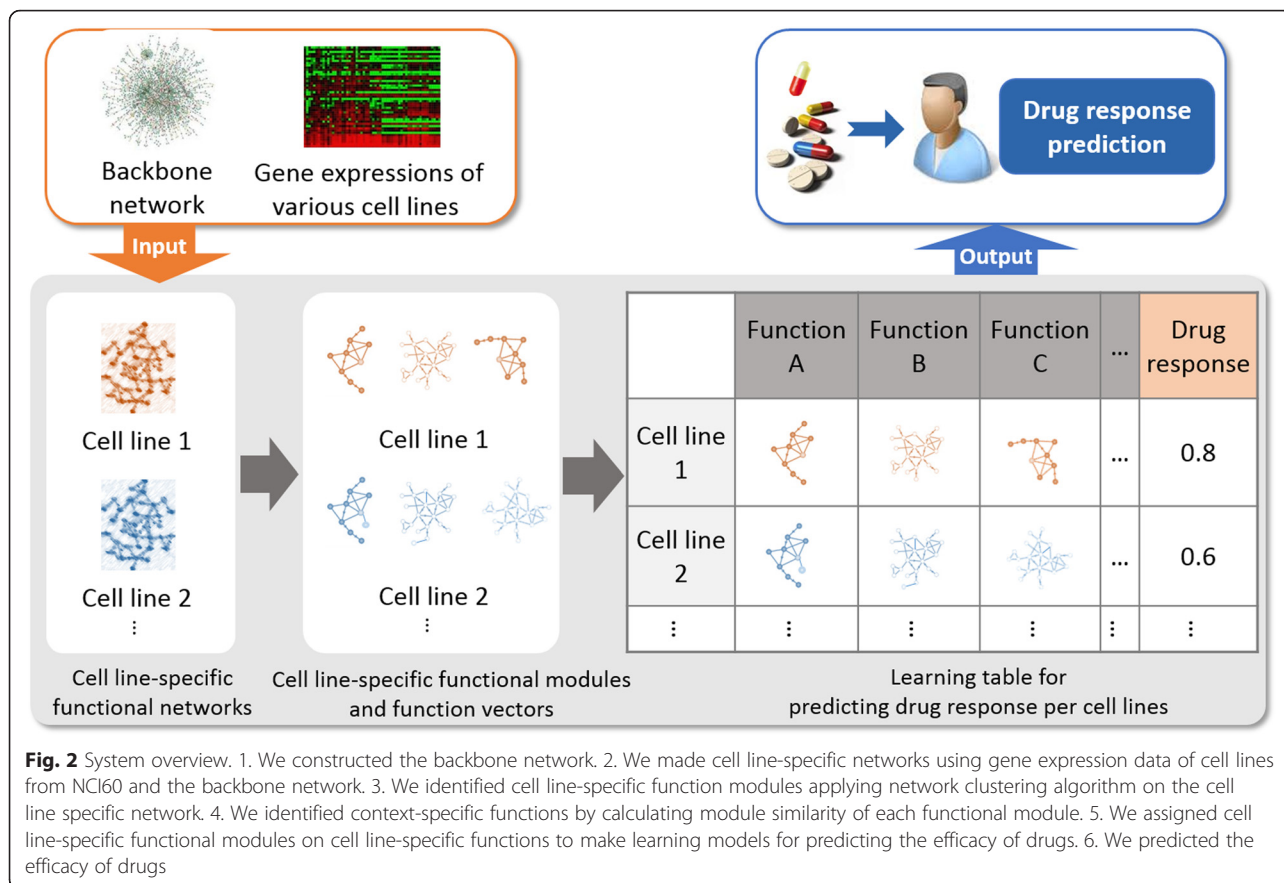 Backbone
network
Gene expressions of
various cell lines
Drug response
prediction
Input
Output
Cell line 1
Cell line 2
⋮
Cell line-specific
functional networks
Cell line 1
Cell line 2
⋮
Cell line-specific functional modules
and function vectors
Function
A
Function
B
Function
C
...
Drug
response
Cell line
1
...
0.8
Cell line
2
...
0.6
⋮ ⋮ ⋮ ⋮ ⋮ ⋮
Learning table for
predicting drug response per cell lines
Fig. 2 System overview. 1. We constructed the backbone network. 2. We made cell line-specific networks using gene expression data of cell lines
from NCI60 and the backbone network. 3. We identified cell line-specific function modules applying network clustering algorithm on the cell
line specific network. 4. We identified context-specific functions by calculating module similarity of each functional module. 5. We assigned cell
line-specific functional modules on cell line-specific functions to make learning models for predicting the efficacy of drugs. 6. We predicted the
efficacy of drugs